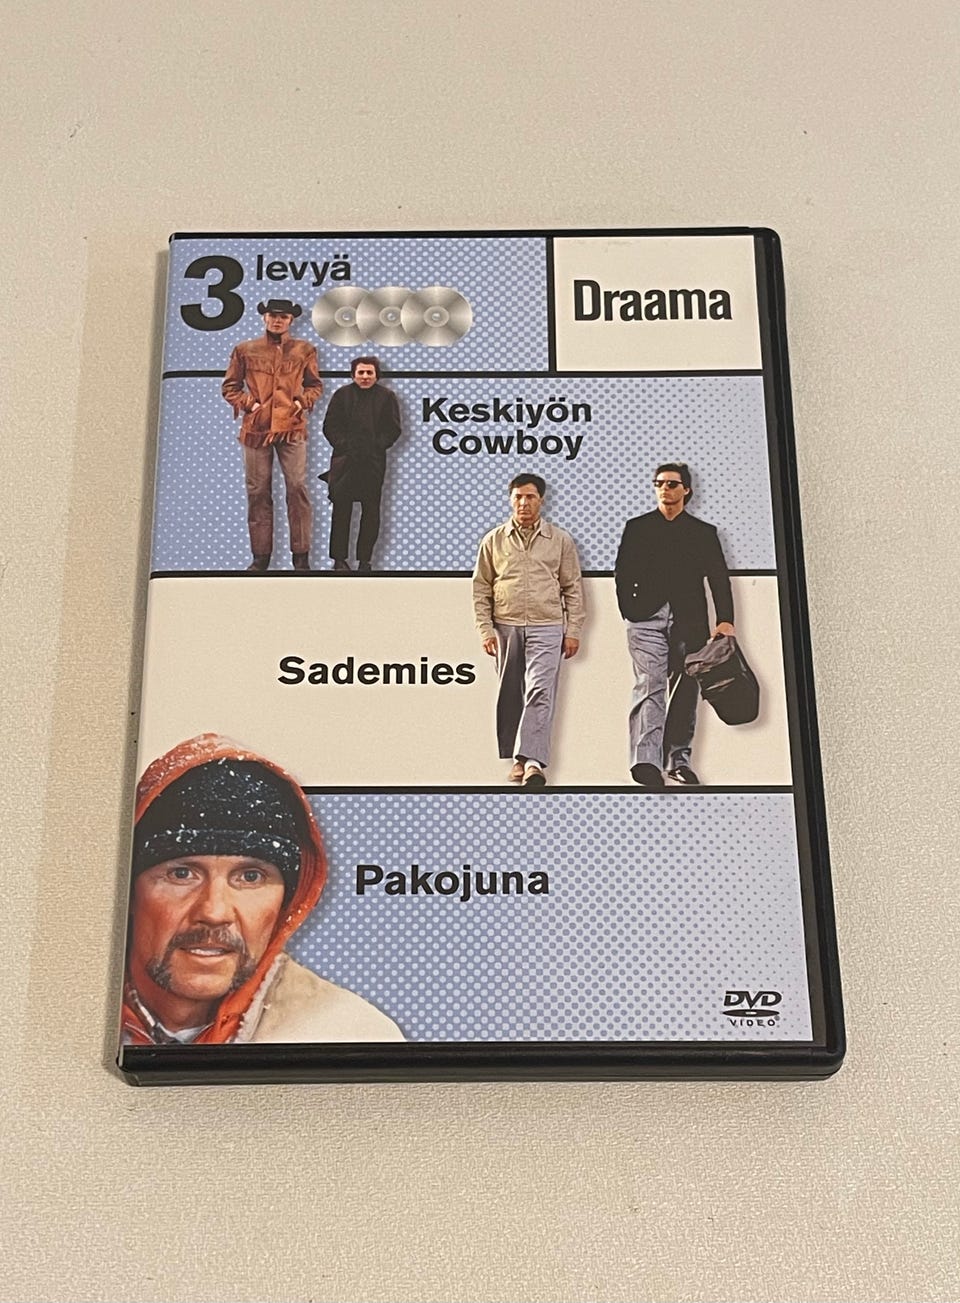 3 levyä
Draama
Keskiyön
Cowboy
Sademies
Pakojuna
DVD
VIDEO